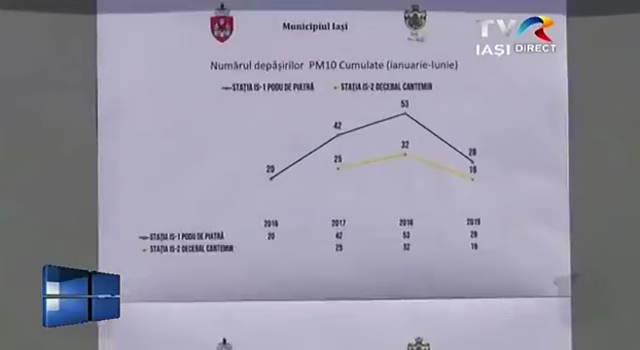 Municipiul Iași
TVR
IAȘI DIRECT
Numărul depășirilor PM10 Cumulate (Ianuarie-Iunie)
STAȚIA IS-1 PODU DE PIATRĂ STAȚIA IS-2 DECEBAL CANTEMIR
53
42
32
28
25
20
19
2016 2017 2018 2019
STAȚIA IS-1 PODU DE PIATRĂ 20 42 53 28
STAȚIA IS-2 DECEBAL CANTEMIR 25 32 19